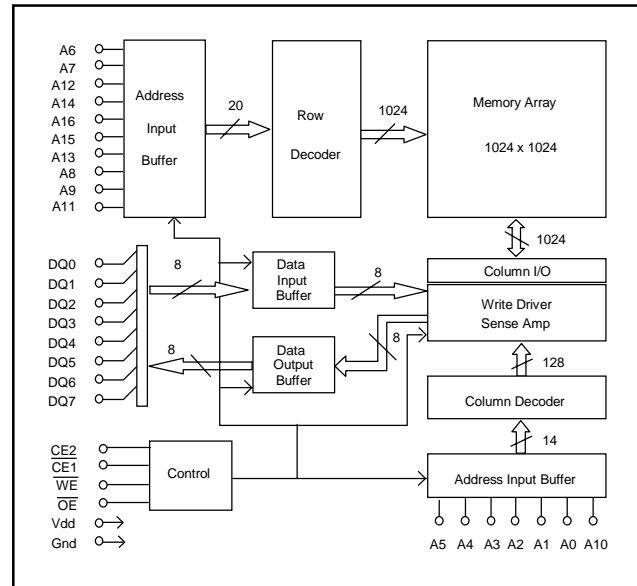 A6
A7
A12
A14
A16
A15
A13
A8
A9
A11
Address
Input
Buffer
20
Row
Decoder
1024
Memory Array
1024 x 1024
1024
Column I/O
Write Driver
Sense Amp
128
Column Decoder
14
Address Input Buffer
A5 A4 A3 A2 A1 A0 A10
DQ0
DQ1
DQ2
DQ3
DQ4
DQ5
DQ6
DQ7
8
Data
Input
Buffer
8
8
Data
Output
Buffer
8
CE2
CE1
WE
OE
Vdd
Gnd
Control